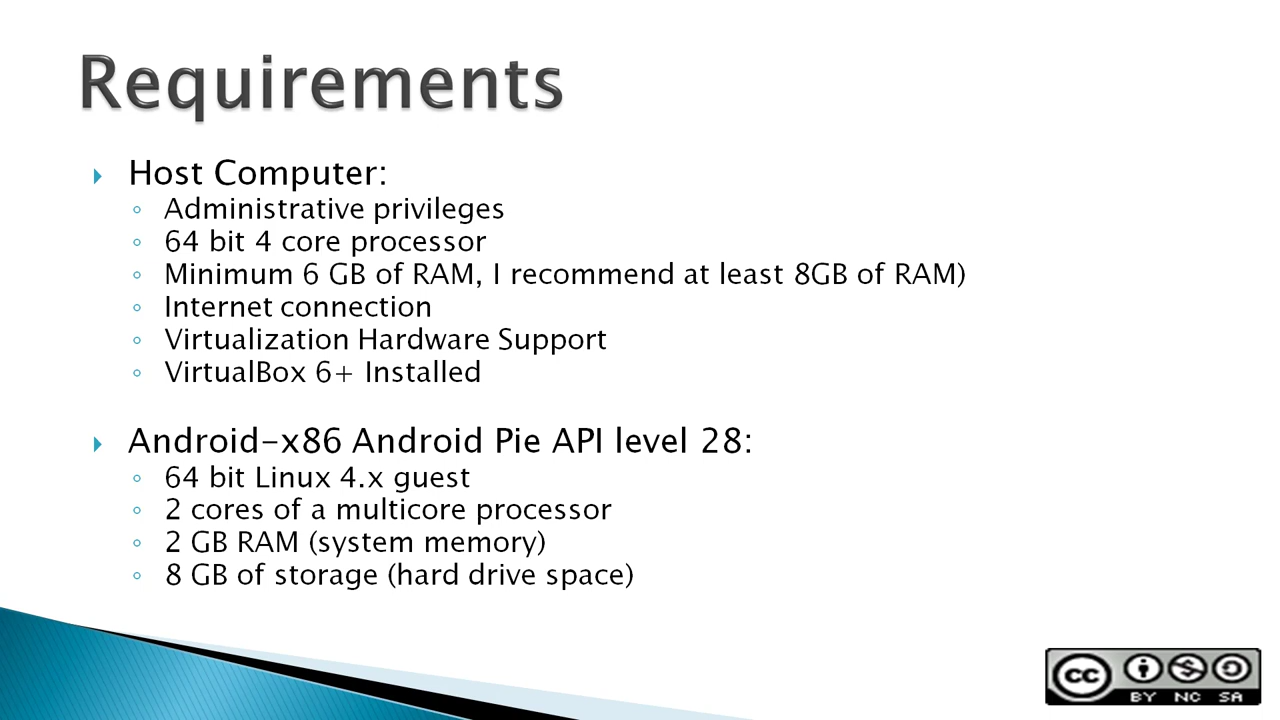 Requirements
Host Computer:
Administrative privileges
64 bit 4 core processor
Minimum 6 GB of RAM, I recommend at least 8GB of RAM)
Internet connection
Virtualization Hardware Support
VirtualBox 6+ Installed
Android-x86 Android Pie API level 28:
64 bit Linux 4.x guest
2 cores of a multicore processor
2 GB RAM (system memory)
8 GB of storage (hard drive space)
cc
BY NC SA